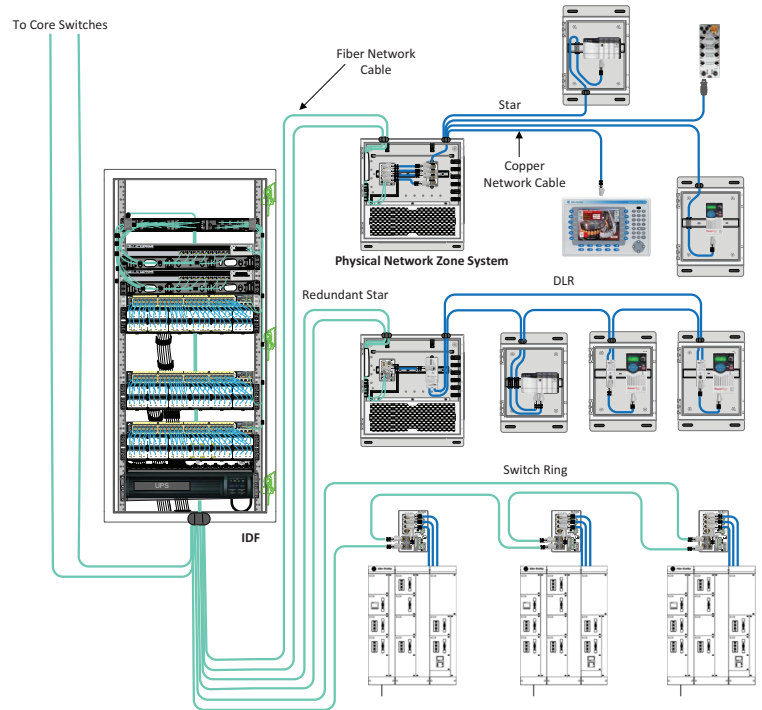 To Core Switches
Fiber Network
Cable
Star
Copper
Network Cable
Physical Network Zone System
Redundant Star
DLR
UPS
Switch Ring
IDF